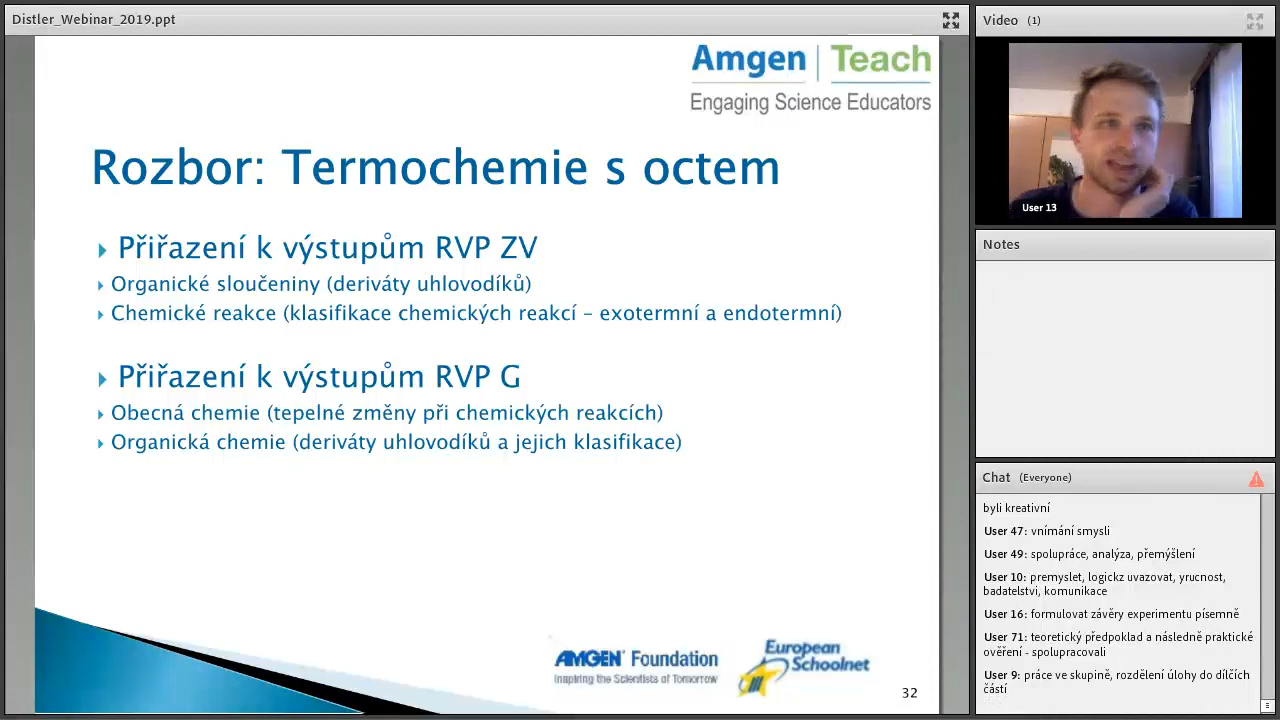 Distler_Webinar_2019.ppt
Amgen Teach
Engaging Science Educators
Rozbor: Termochemie s octem
Přiřazení k výstupům RVP ZV
Organické sloučeniny (deriváty uhlovodíků)
Chemické reakce (klasifikace chemických reakcí – exotermní a endotermní)
Přiřazení k výstupům RVP G
Obecná chemie (tepelné změny při chemických reakcích)
Organická chemie (deriváty uhlovodíků a jejich klasifikace)
AMGEN Foundation
Inspiring the Scientists of Tomorrow
European
Schoolnet
32
Video (1)
User 13
Notes
Chat (Everyone)
byli kreativní
User 47: vnímání smysli
User 49: spolupráce, analýza, přemýšlení
User 10: premyslet, logickz uvazovat, yrucnost,
badatelstvi, komunikace
User 16: formulovat závěry experimentu písemně
User 71: teoretický předpoklad a následně praktické
ověření - spolupracovali
User 9: práce ve skupině, rozdělení úlohy do dílčích
částí